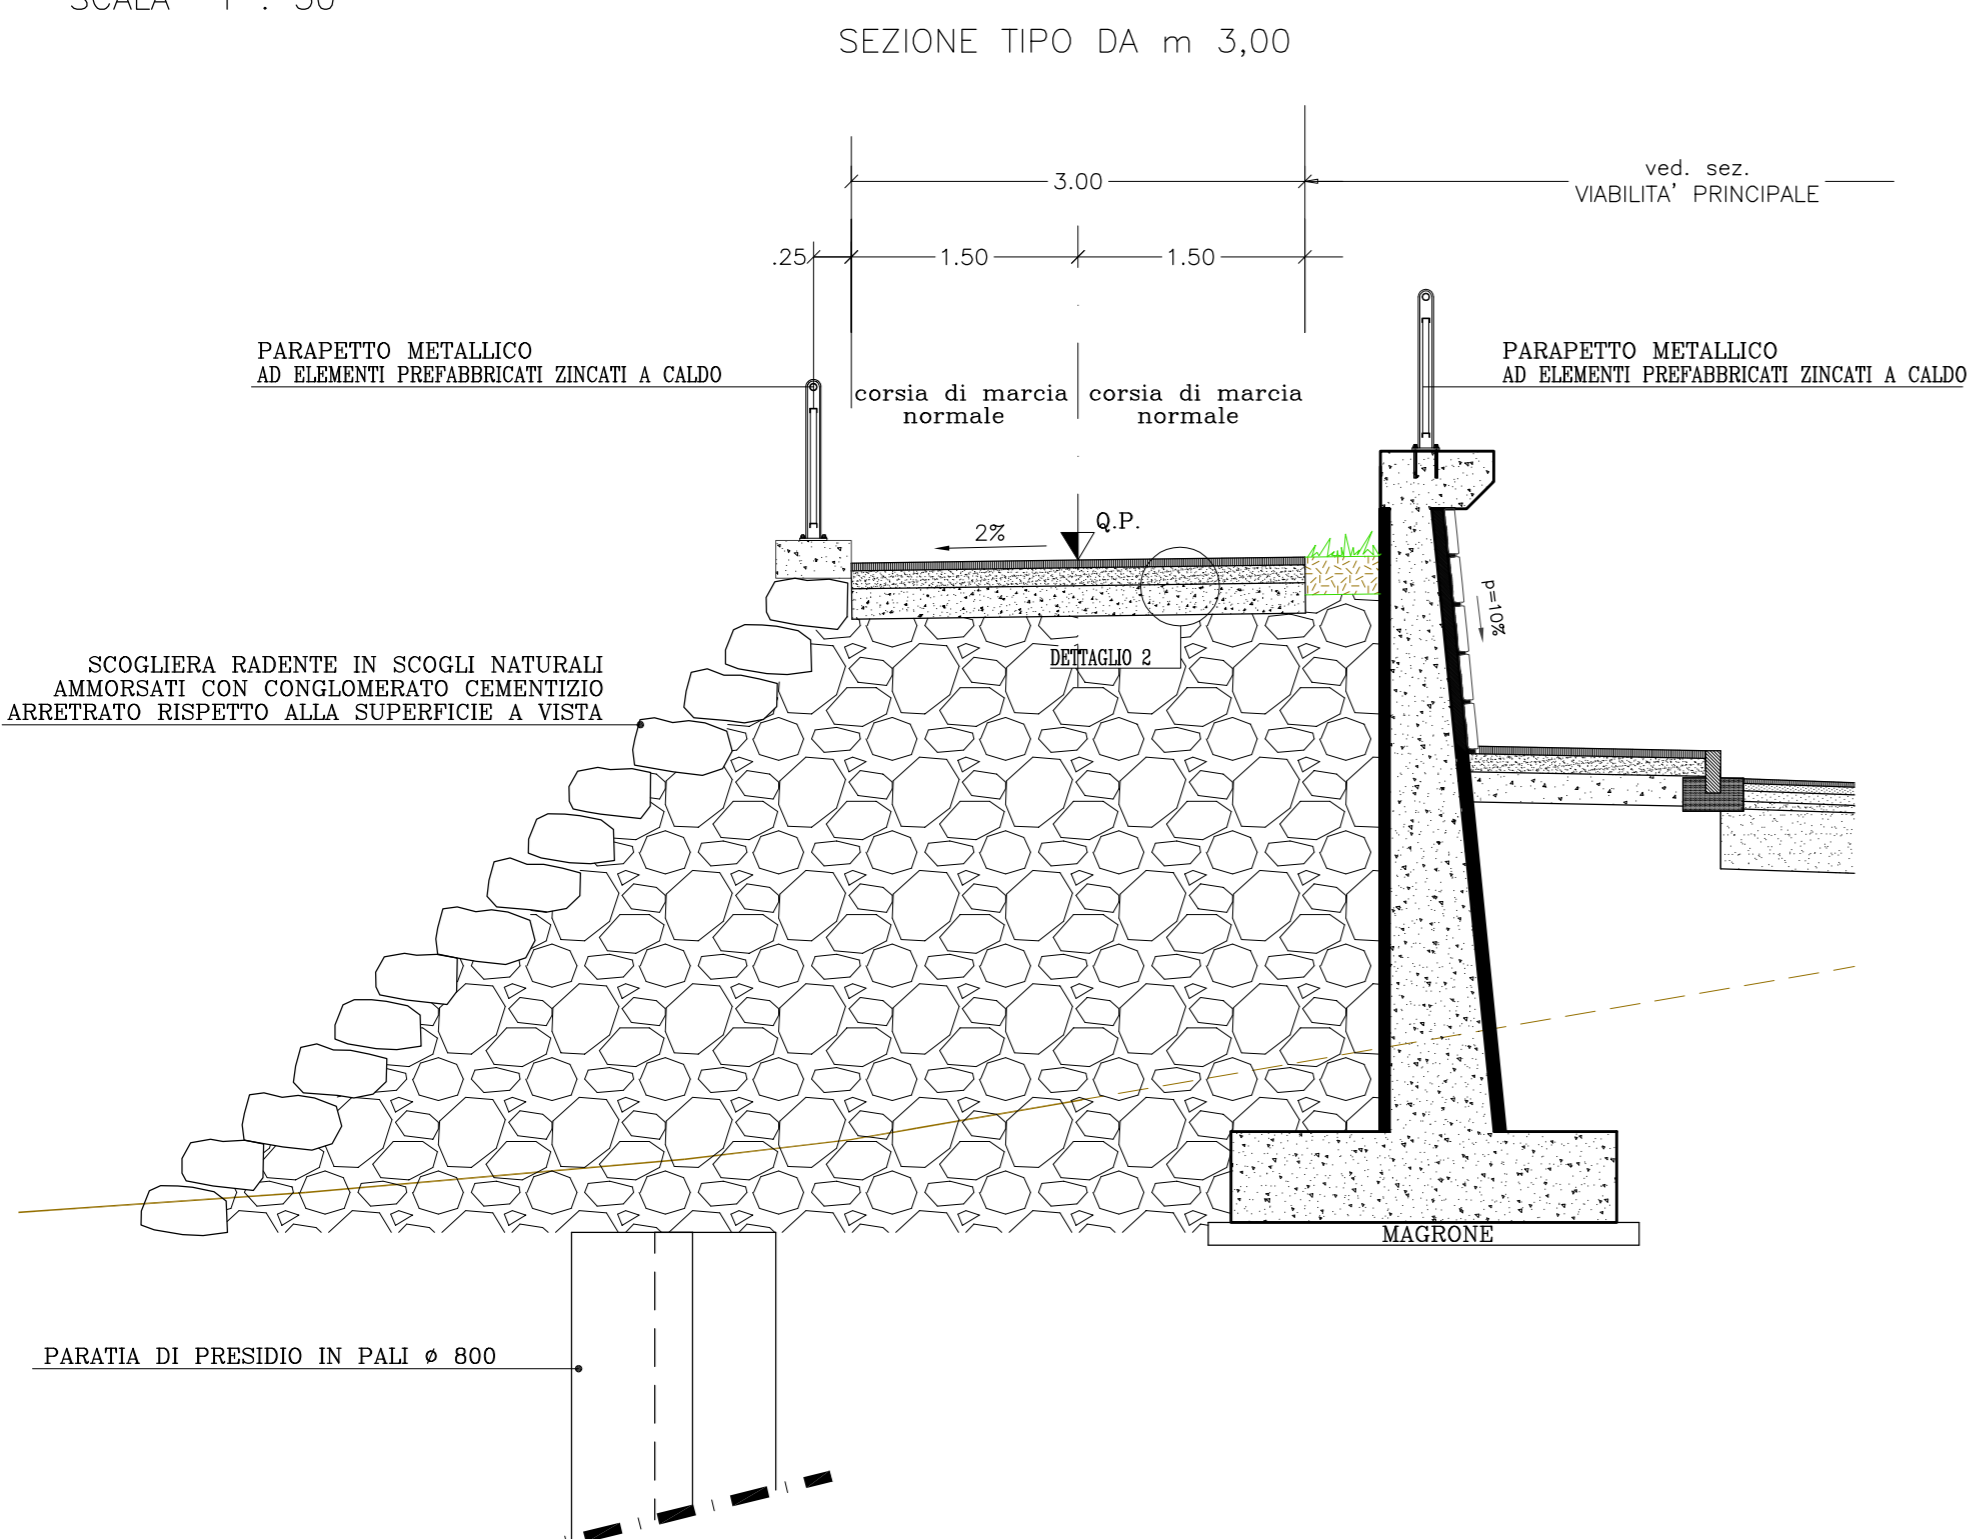 SCALA 1 : 50
SEZIONE TIPO DA m 3,00
3.00
ved. sez.
VIABILITA' PRINCIPALE
.25
1.50
1.50
PARAPETTO METALLICO
AD ELEMENTI PREFABBRICATI ZINCATI A CALDO
PARAPETTO METALLICO
AD ELEMENTI PREFABBRICATI ZINCATI A CALDO
corsia di marcia
normale
corsia di marcia
normale
2%
Q.P.
p=10%
DETTAGLIO 2
SCOGLIERA RADENTE IN SCOGLI NATURALI
AMMORSATI CON CONGLOMERATO CEMENTIZIO
ARRETRATO RISPETTO ALLA SUPERFICIE A VISTA
MAGRONE
PARATIA DI PRESIDIO IN PALI ø 800